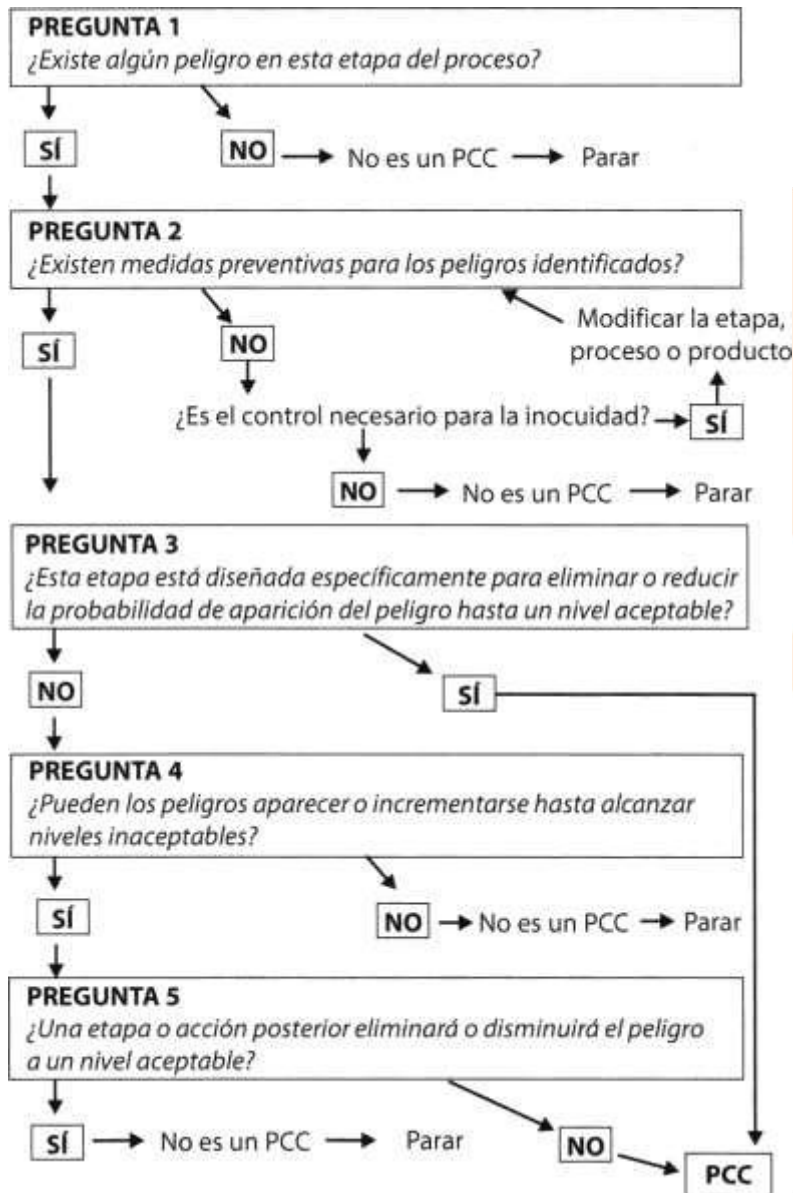 PREGUNTA 1
¿Existe algún peligro en esta etapa del proceso?
SÍ
NO
No es un PCC
Parar
PREGUNTA 2
¿Existen medidas preventivas para los peligros identificados?
SÍ
NO
Modificar la etapa,
proceso o producto
¿Es el control necesario para la inocuidad?
SÍ
NO
No es un PCC
Parar
PREGUNTA 3
¿Esta etapa está diseñada específicamente para eliminar o reducir
la probabilidad de aparición del peligro hasta un nivel aceptable?
NO
SÍ
PREGUNTA 4
¿Pueden los peligros aparecer o incrementarse hasta alcanzar
niveles inaceptables?
SÍ
NO
No es un PCC
Parar
PREGUNTA 5
¿Una etapa o acción posterior eliminará o disminuirá el peligro
a un nivel aceptable?
SÍ
No es un PCC
Parar
NO
PCC